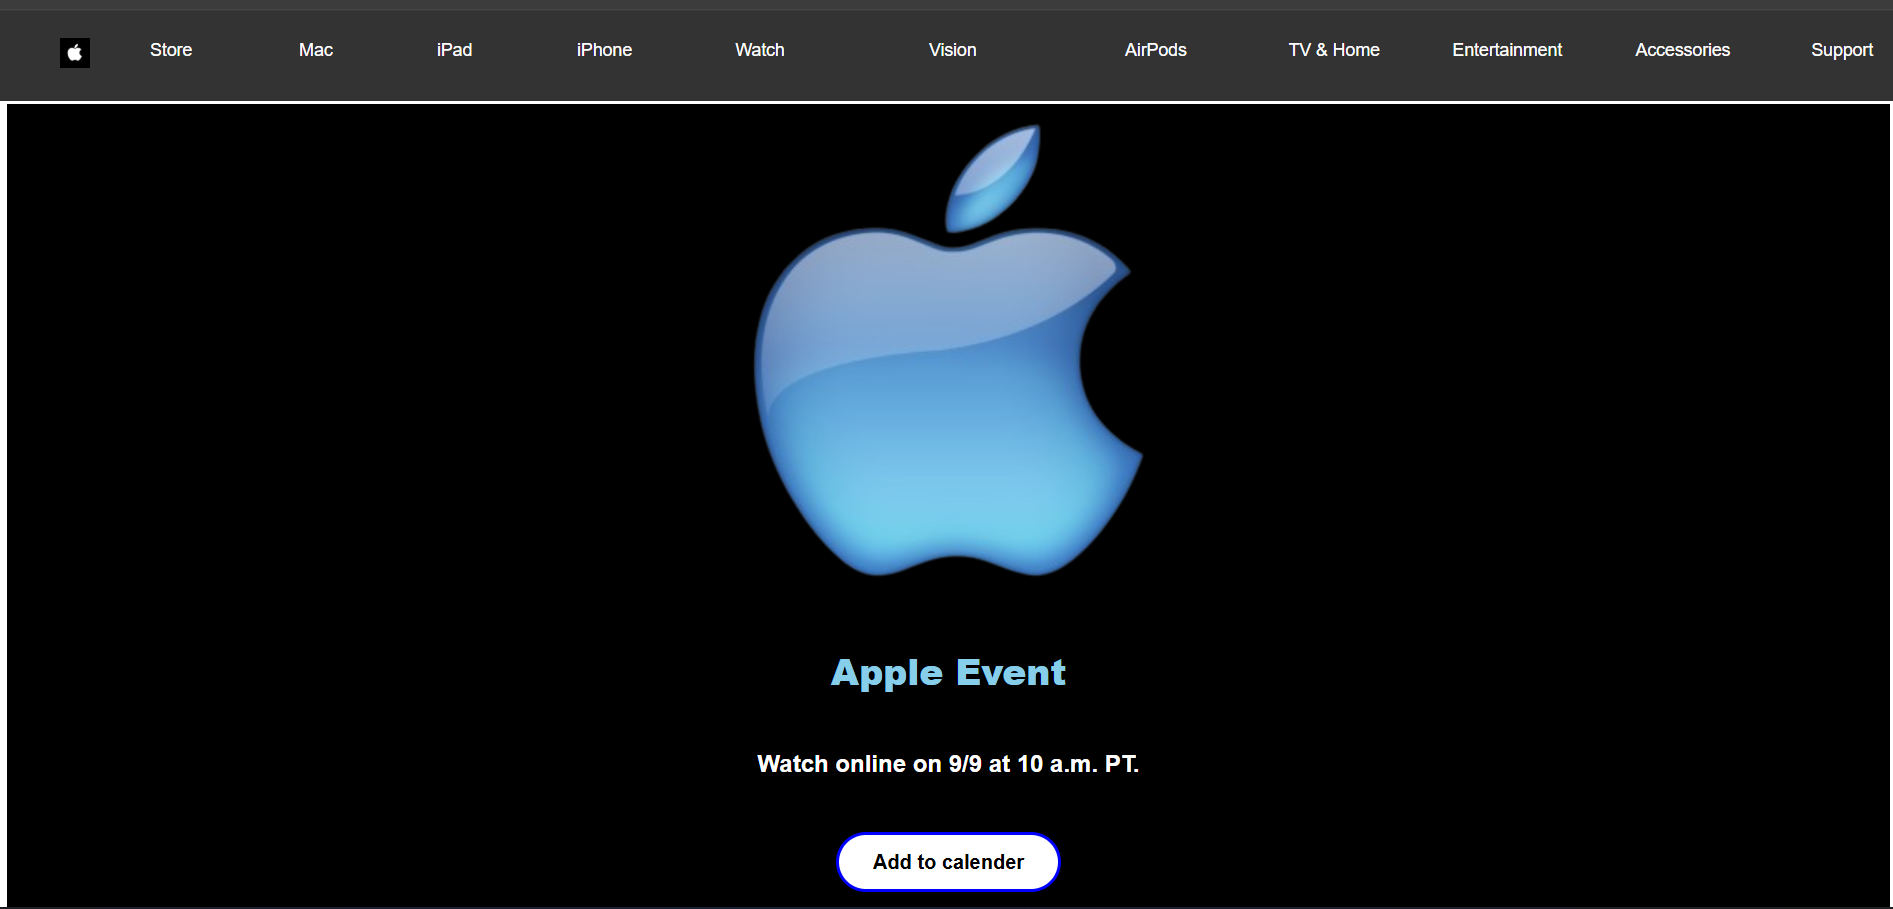 Store Mac iPad iPhone Watch Vision AirPods TV & Home Entertainment Accessories Support
Apple Event
Watch online on 9/9 at 10 a.m. PT.
Add to calender